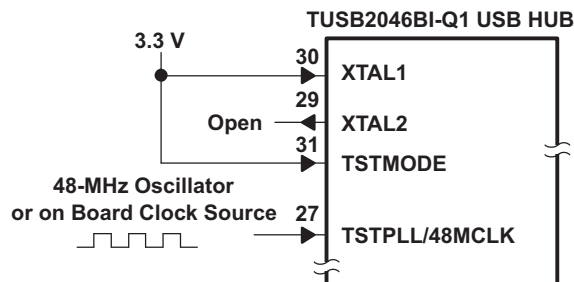 TUSB2046BI-Q1 USB HUB
3.3 V
30
XTAL1
29
Open
XTAL2
31
TSTMODE
48-MHz Oscillator
or on Board Clock Source
27
TSTPLL/48MCLK